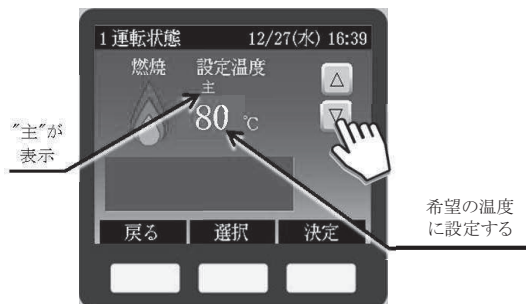 1 運転状態 12/27(水) 16:39
燃焼 設定温度
主
80 ℃
△
▽
"主"が
表示
希望の温度
に設定する
戻る 選択 決定